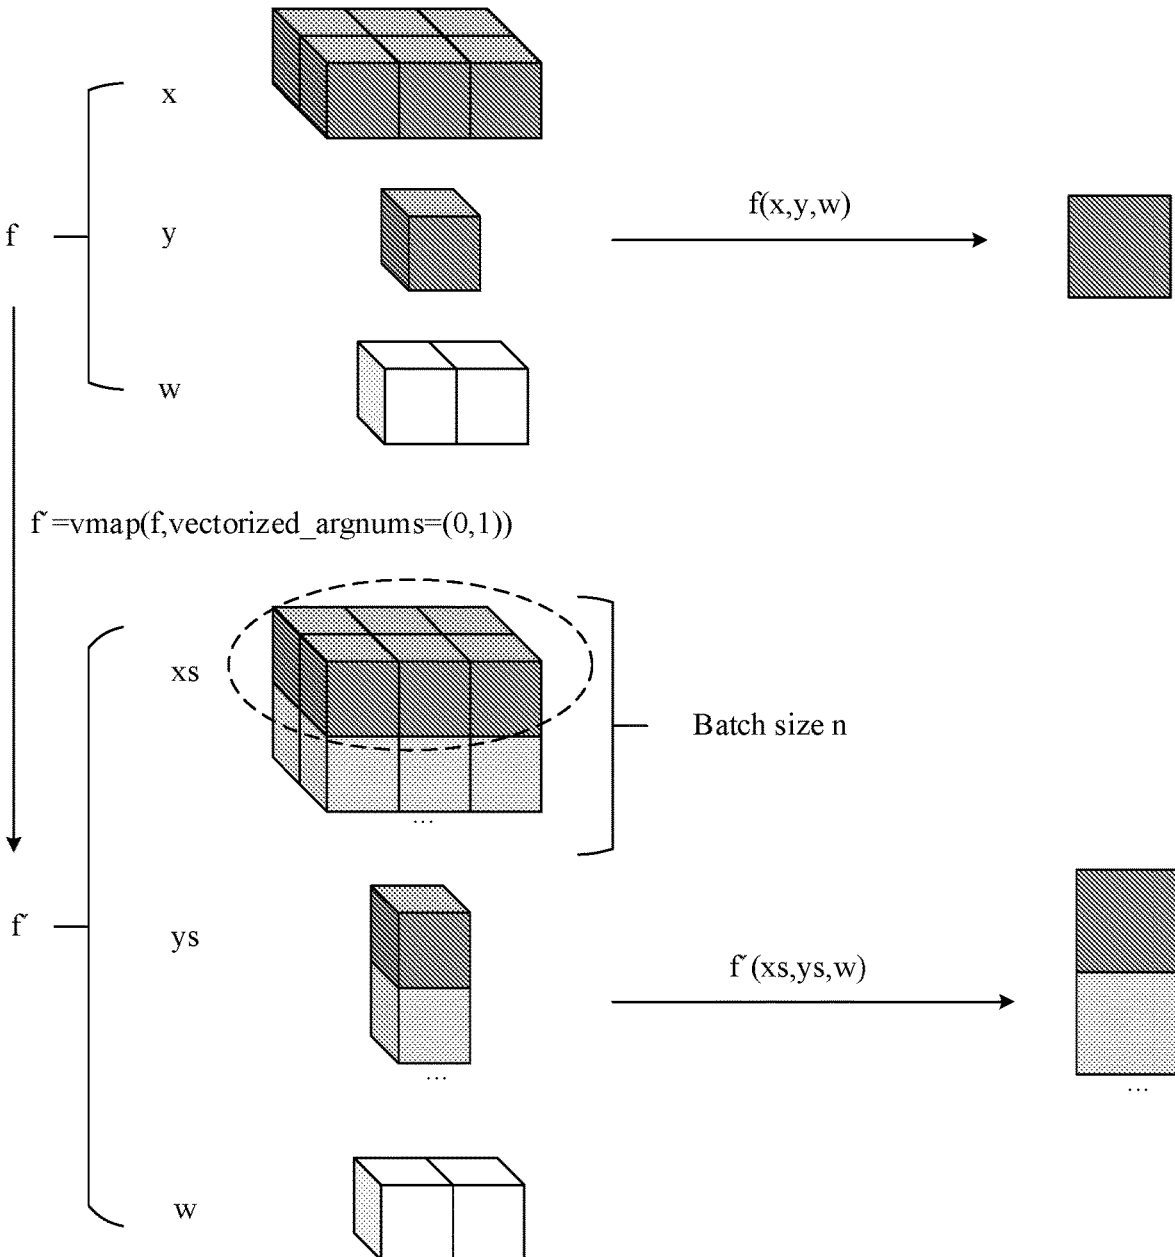 x
f(x,y,w)
f
y
w
f′=vmap(f,vectorized_argnums=(0,1))
xs
Batch size n
...
f′
ys
f′(xs,ys,w)
...
...
w